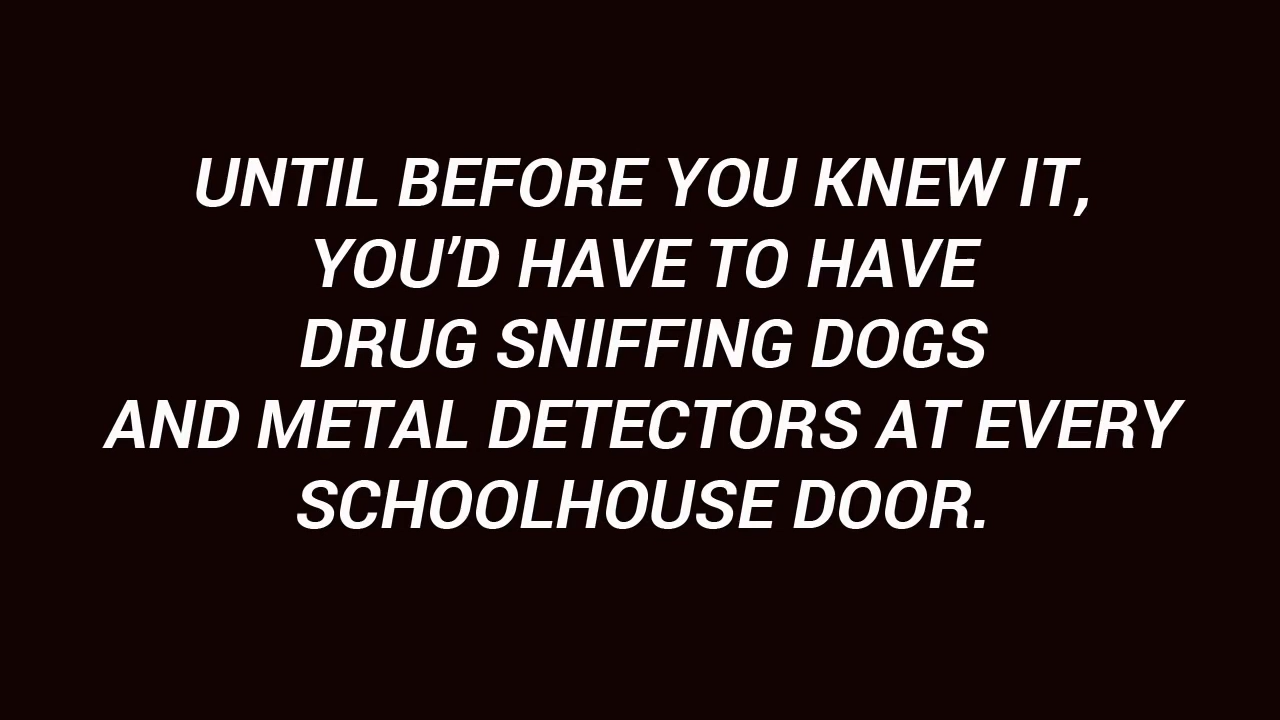 UNTIL BEFORE YOU KNEW IT,
YOU’D HAVE TO HAVE
DRUG SNIFFING DOGS
AND METAL DETECTORS AT EVERY
SCHOOLHOUSE DOOR.